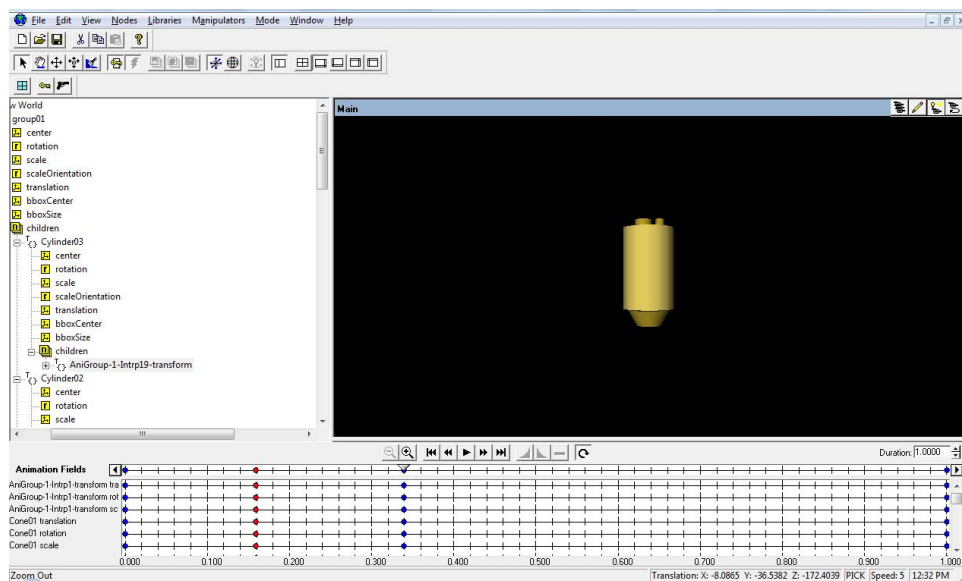 File Edit View Nodes Libraries Manipulators Mode Window Help
w World
group01
center
rotation
scale
scaleOrientation
translation
bboxCenter
bboxSize
children
Cylinder03
center
rotation
scale
scaleOrientation
translation
bboxCenter
bboxSize
children
AniGroup-1-Intrp19-transform
Cylinder02
center
rotation
scale
Main
Duration: 1.0000
Animation Fields
AniGroup-1-Intrp1-transform tra
AniGroup-1-Intrp1-transform rot
AniGroup-1-Intrp1-transform sc
Cone01 translation
Cone01 rotation
Cone01 scale
0.000 0.100 0.200 0.300 0.400 0.500 0.600 0.700 0.800 0.900 1.000
Zoom Out Translation: X: -8.0865 Y: -36.5382 Z: -172.4039 PICK Speed: 5 12:32 PM